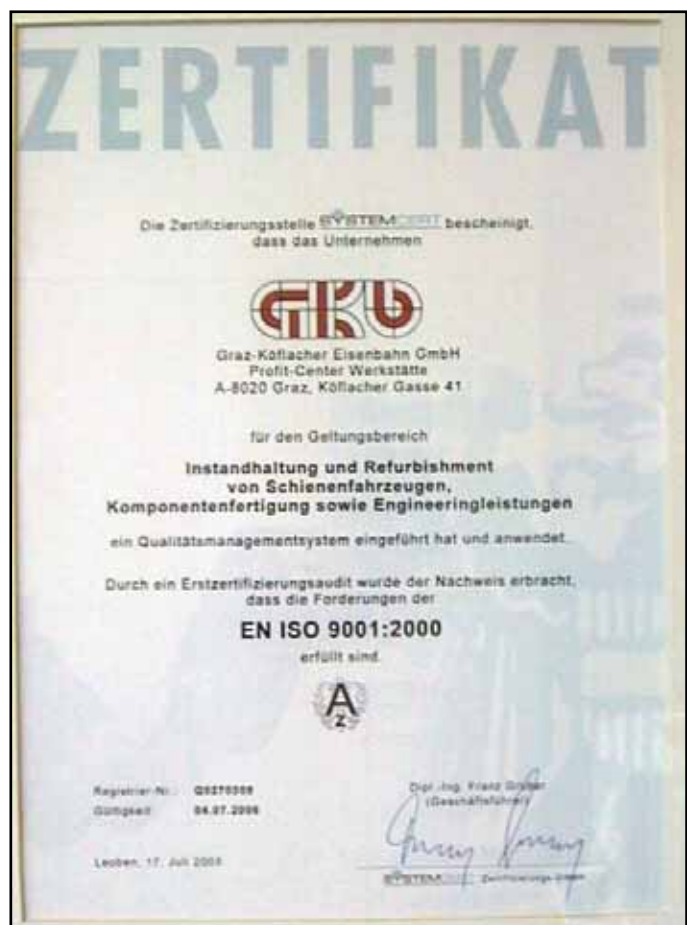 ZERTIFIKAT
Die Zertifizierungsstelle SYSTEMCERT bescheinigt,
dass das Unternehmen
GKb
Graz-Köflacher Eisenbahn GmbH
Profit-Center Werkstätte
A-8020 Graz, Köflacher Gasse 41
für den Geltungsbereich
Instandhaltung und Refurbishment
von Schienenfahrzeugen,
Komponentenfertigung sowie Engineeringleistungen
ein Qualitätsmanagementsystem eingeführt hat und anwendet.
Durch ein Erstzertifizierungsaudit wurde der Nachweis erbracht,
dass die Forderungen der
EN ISO 9001:2000
erfüllt sind.
A
Z
Registrier-Nr.:
Gültigkeit: 04.07.2006
Leoben, 17. Juli
Dipl.-Ing. Franz
(Geschäftsführer)
SYSTEMCERT Zertifizierungs-GmbH